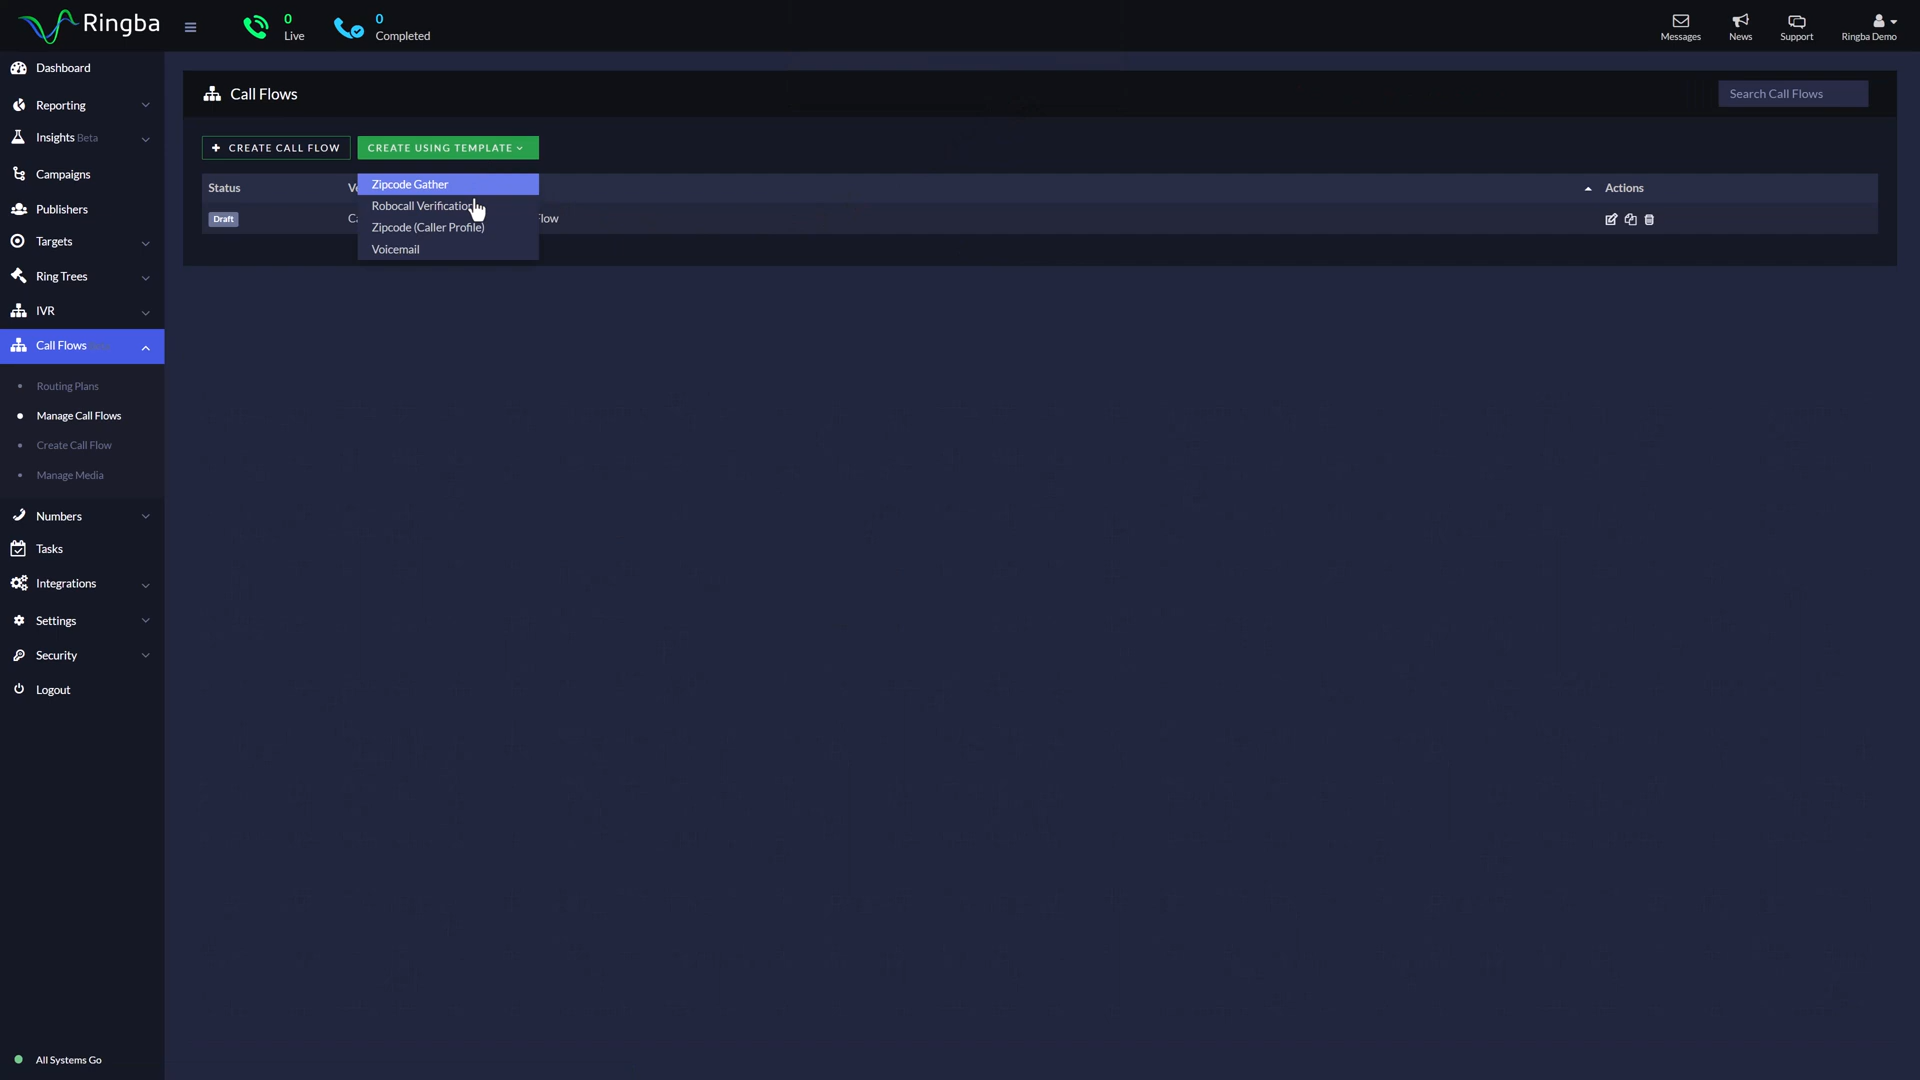 Ringba
0
Live
0
Completed
Messages
News
Support
Ringba Demo
Dashboard
Reporting
Insights Beta
Campaigns
Publishers
Targets
Ring Trees
IVR
Call Flows
Routing Plans
Manage Call Flows
Create Call Flow
Manage Media
Numbers
Tasks
Integrations
Settings
Security
Logout
All Systems Go
Call Flows
Search Call Flows
+ CREATE CALL FLOW
CREATE USING TEMPLATE
Zipcode Gather
Robocall Verification
Zipcode (Caller Profile)
Voicemail
Status
Actions
Draft
Flow